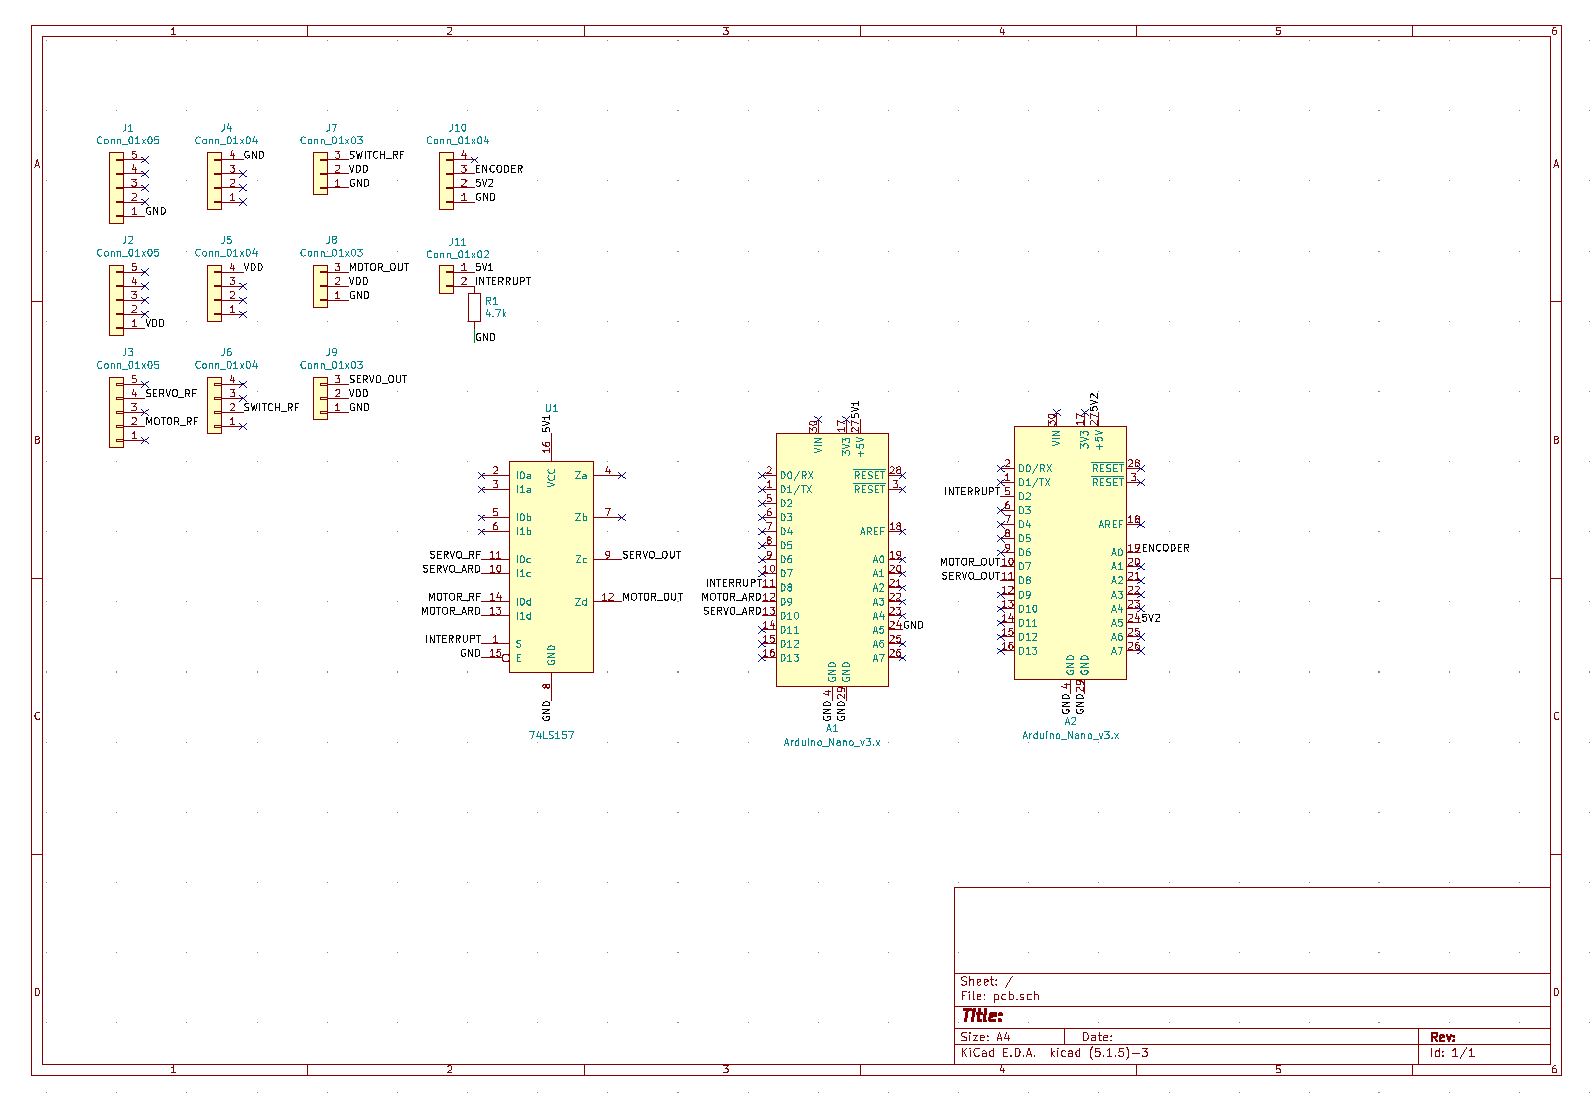 1 2 3 4 5 6
A
B
C
D
J1
Conn_01x05
5
4
3
2
1 GND
J4
Conn_01x04
4 GND
3
2
1
J7
Conn_01x03
3 SWITCH_RF
2 VDD
1 GND
J10
Conn_01x04
4
3 ENCODER
2 5V2
1 GND
J2
Conn_01x05
5
4
3
2
1 VDD
J5
Conn_01x04
4 VDD
3
2
1
J8
Conn_01x03
3 MOTOR_OUT
2 VDD
1 GND
J11
Conn_01x02
1 5V1
2 INTERRUPT
R1
4.7k
GND
J3
Conn_01x05
5
4 SERVO_RF
3
2 MOTOR_RF
1
J6
Conn_01x04
4
3
2 SWITCH_RF
1
J9
Conn_01x03
3 SERVO_OUT
2 VDD
1 GND
U1
5V1
16
VCC
2 I0a Za 4
3 I1a
5 I0b Zb 7
6 I1b
SERVO_RF 11 I0c Zc 9 SERVO_OUT
SERVO_ARD 10 I1c
MOTOR_RF 14 I0d Zd 12 MOTOR_OUT
MOTOR_ARD 13 I1d
INTERRUPT 1 S
GND 15 E
GND
8
GND
74LS157
5V1
30 17 27
VIN 3V3 +5V
2 D0/RX RESET 28
1 D1/TX RESET 3
5 D2
6 D3
7 D4 AREF 18
8 D5
9 D6 A0 19
10 D7 A1 20
INTERRUPT 11 D8 A2 21
MOTOR_ARD 12 D9 A3 22
SERVO_ARD 13 D10 A4 23
14 D11 A5 24 GND
15 D12 A6 25
16 D13 A7 26
GND GND
4 29
GND GND
A1
Arduino_Nano_v3.x
5V2
30 17 27
VIN 3V3 +5V
2 D0/RX RESET 28
1 D1/TX RESET 3
INTERRUPT 5 D2
6 D3
7 D4 AREF 18
8 D5
9 D6 A0 19 ENCODER
MOTOR_OUT 10 D7 A1 20
SERVO_OUT 11 D8 A2 21
12 D9 A3 22
13 D10 A4 23
14 D11 A5 24 5V2
15 D12 A6 25
16 D13 A7 26
GND GND
4 29
GND GND
A2
Arduino_Nano_v3.x
Sheet: /
File: pcb.sch
Title:
Size: A4 Date: Rev:
KiCad E.D.A. kicad (5.1.5)-3 Id: 1/1
A
B
C
D
1 2 3 4 5 6